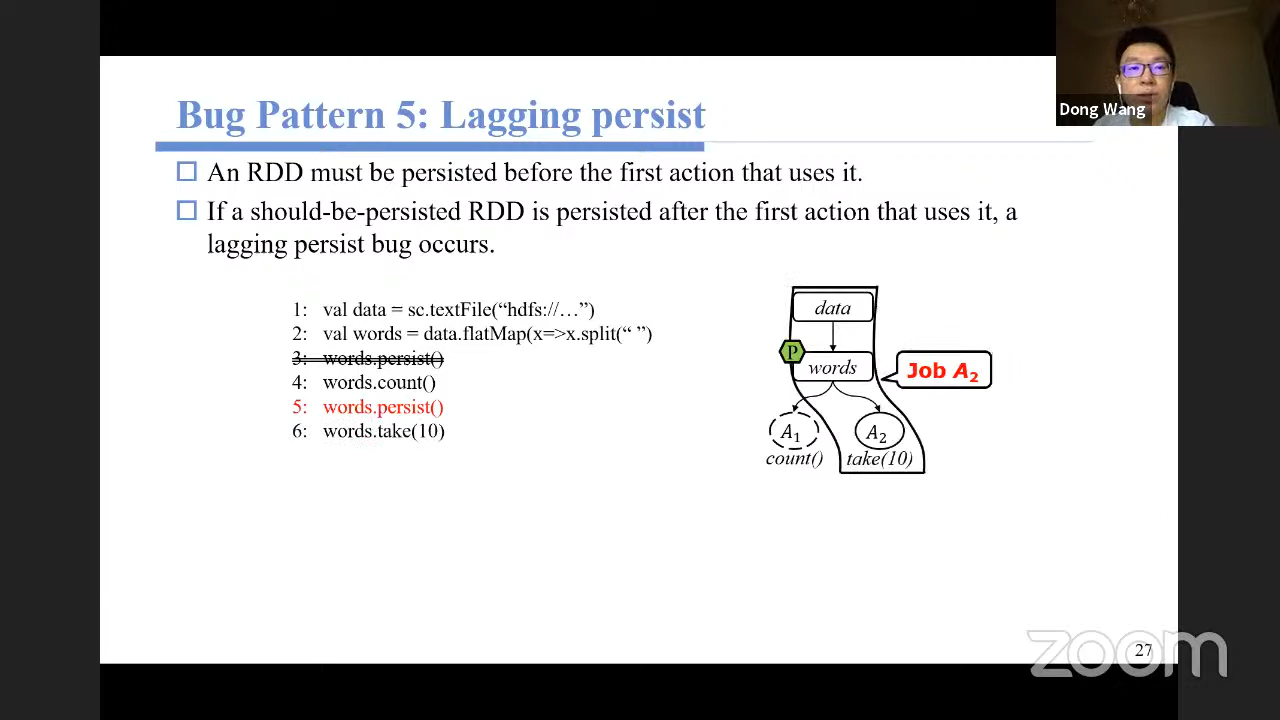 Dong Wang
Bug Pattern 5: Lagging persist
An RDD must be persisted before the first action that uses it.
If a should-be-persisted RDD is persisted after the first action that uses it, a
lagging persist bug occurs.
1: val data = sc.textFile(“hdfs://…”)
2: val words = data.flatMap(x=>x.split(“ ”)
3: words.persist()
4: words.count()
5: words.persist()
6: words.take(10)
data
P
words
Job A₂
A₁
A₂
count()
take(10)
27
zoom